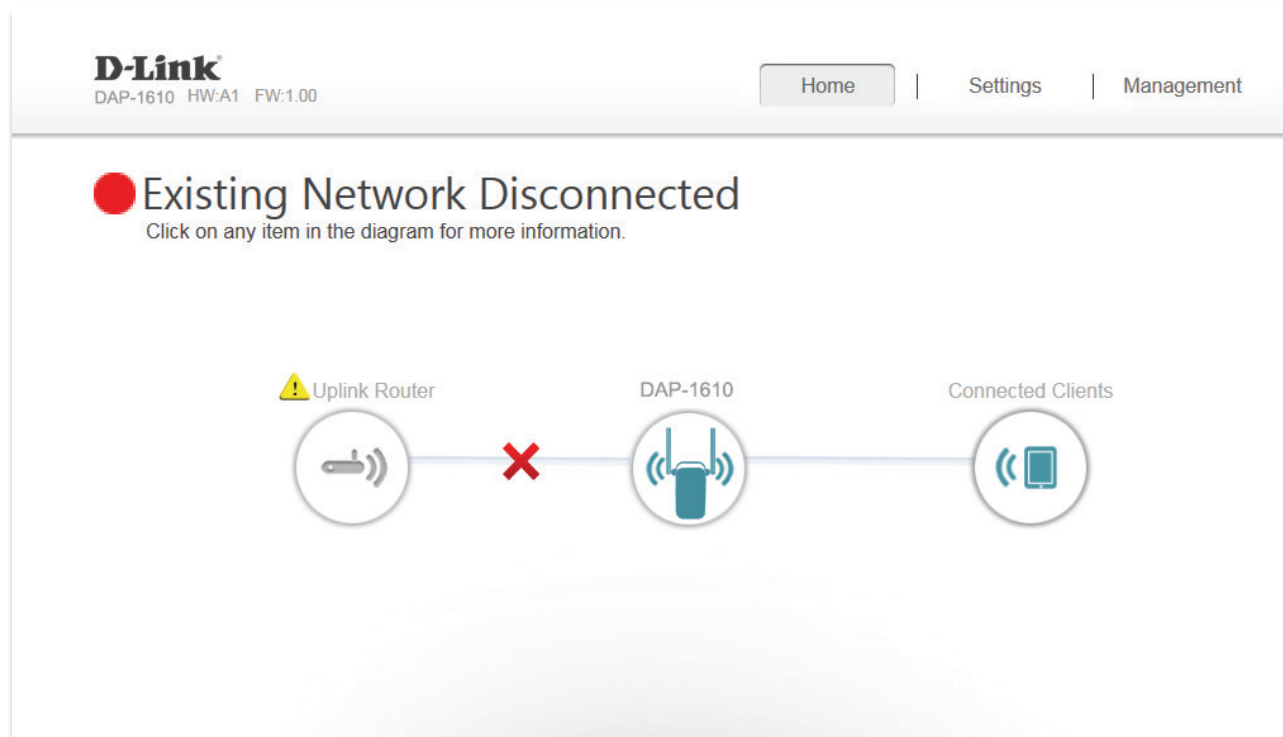 D-Link
DAP-1610 HW:A1 FW:1.00
Home | Settings | Management
Existing Network Disconnected
Click on any item in the diagram for more information.
Uplink Router
DAP-1610
Connected Clients